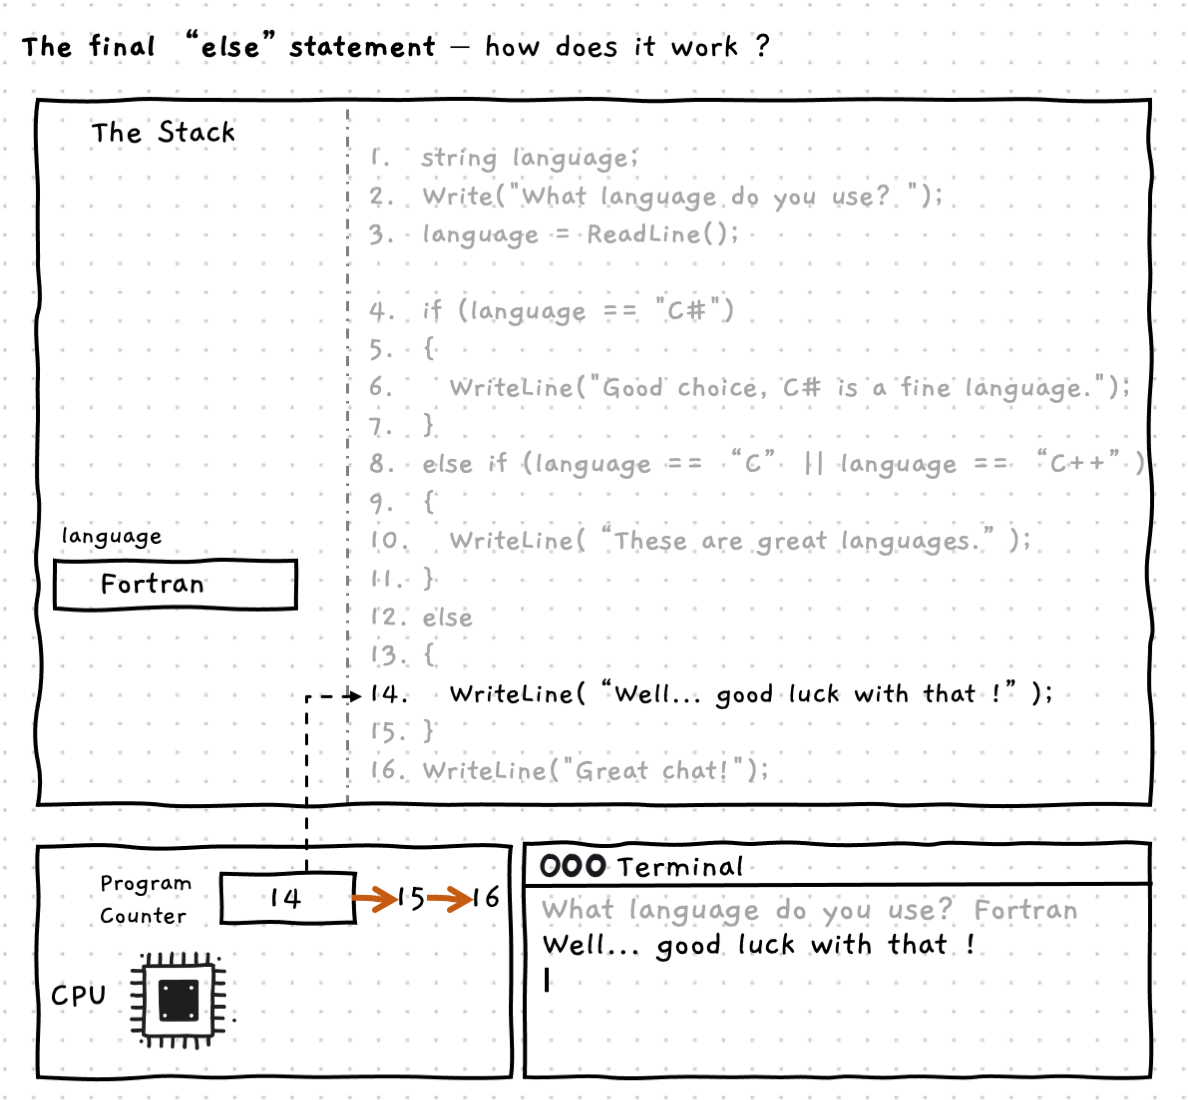 The final “else” statement – how does it work ?
The Stack
1. string language;
2. Write("What language do you use? ");
3. language = ReadLine();
4. if (language == "C#")
5. {
6. WriteLine("Good choice, C# is a fine language.");
7. }
8. else if (language == “C” || language == “C++” )
9. {
10. WriteLine( “These are great languages.” );
11. }
12. else
13. {
14. WriteLine( “Well... good luck with that !” );
15. }
16. WriteLine("Great chat!");
language
Fortran
Program
Counter
14 15 16
CPU
Terminal
What language do you use? Fortran
Well... good luck with that !